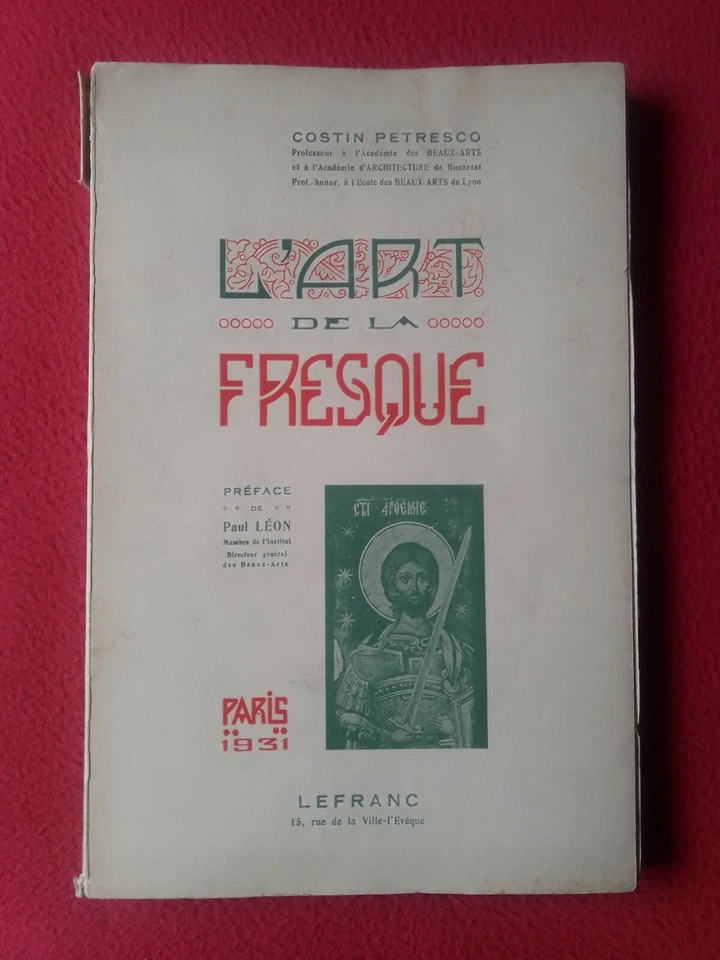 COSTIN PETRESCO
Professeur à l'Académie des BEAUX-ARTS
et à l'Académie d'ARCHITECTURE de Bucarest
Prof. honor. à l'Ecole des BEAUX-ARTS de Lyon
L'ART
DE LA
FRESQUE
PRÉFACE
DE
Paul LÉON
Membre de l'Institut
Directeur général
des Beaux-Arts
PARIS
1931
LEFRANC
15, rue de la Ville-l'Evêque